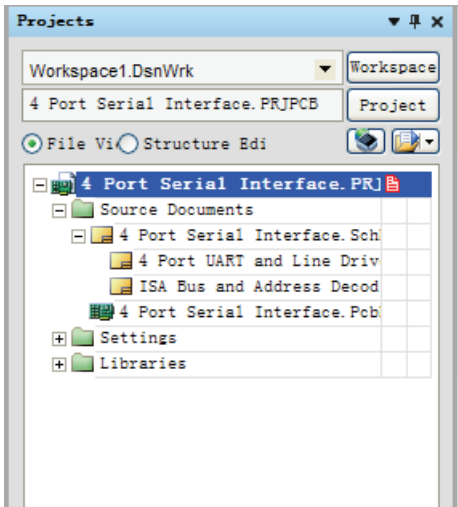 Projects
Workspace1.DsnWrk
Workspace
4 Port Serial Interface.PRJPCB
Project
File Vi
Structure Edi
4 Port Serial Interface.PRJ
Source Documents
4 Port Serial Interface.Sch
4 Port UART and Line Driv
ISA Bus and Address Decod
4 Port Serial Interface.Pcb
Settings
Libraries